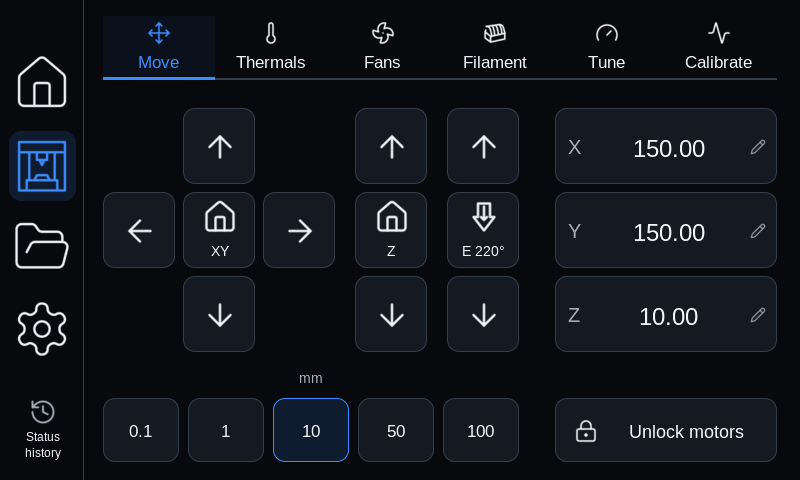 Move
Thermals
Fans
Filament
Tune
Calibrate
X
150.00
XY
Z
E 220°
Y
150.00
Z
10.00
mm
0.1
1
10
50
100
Unlock motors
Status
history